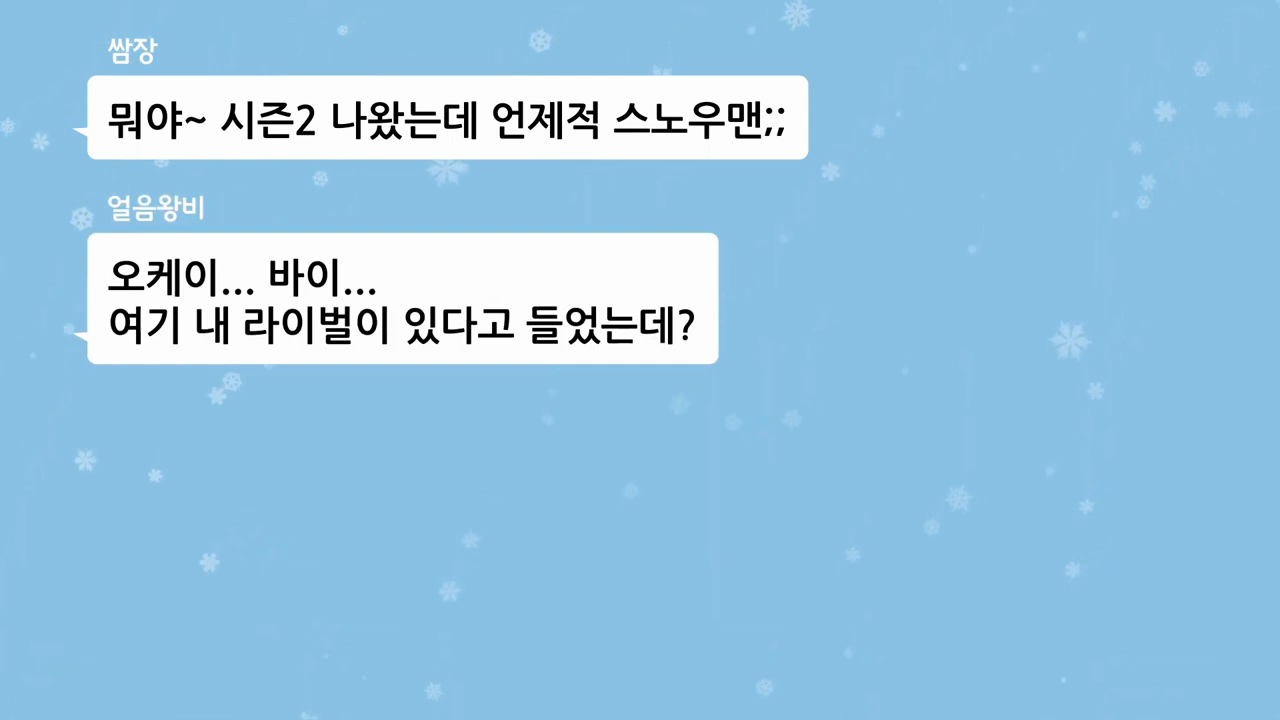 쌈장
뭐야~ 시즌2 나왔는데 언제적 스노우맨;;
얼음왕비
오케이... 바이...
여기 내 라이벌이 있다고 들었는데?